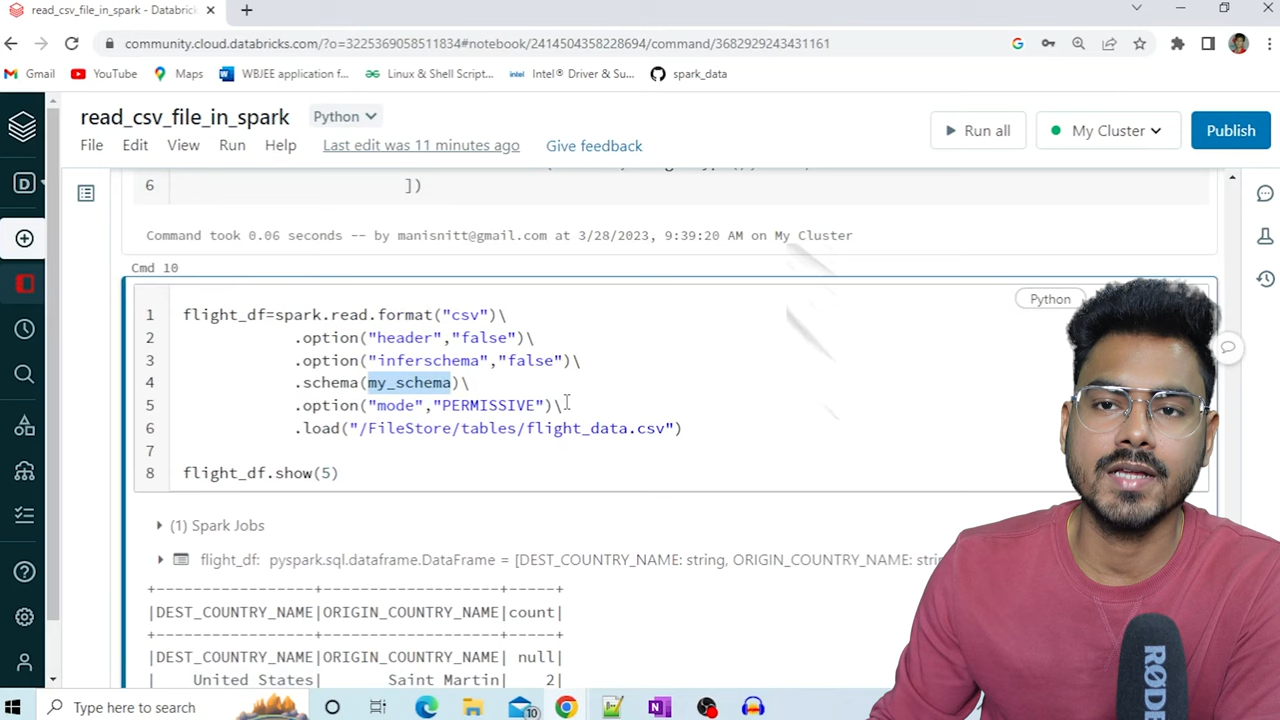 read_csv_file_in_spark - Databri
community.cloud.databricks.com/?o=3225369058511834#notebook/2414504358228694/command/3682929243431161
Gmail YouTube Maps WBJEE application f... Linux & Shell Script... Intel® Driver & Su... spark_data
read_csv_file_in_spark Python Run all My Cluster Publish
File Edit View Run Help Last edit was 11 minutes ago Give feedback
D
6 ])
Command took 0.06 seconds -- by manisnitt@gmail.com at 3/28/2023, 9:39:20 AM on My Cluster
Cmd 10
Python
1 flight_df=spark.read.format("csv")\
2 .option("header","false")\
3 .option("inferschema","false")\
4 .schema(my_schema)\
5 .option("mode","PERMISSIVE")\
6 .load("/FileStore/tables/flight_data.csv")
7
8 flight_df.show(5)
(1) Spark Jobs
flight_df: pyspark.sql.dataframe.DataFrame = [DEST_COUNTRY_NAME: string, ORIGIN_COUNTRY_NAME:
+-----------------+-------------------+-----+
|DEST_COUNTRY_NAME|ORIGIN_COUNTRY_NAME|count|
+-----------------+-------------------+-----+
|DEST_COUNTRY_NAME|ORIGIN_COUNTRY_NAME| null|
| United States| Saint Martin| 2|
RØDE
Type here to search 10